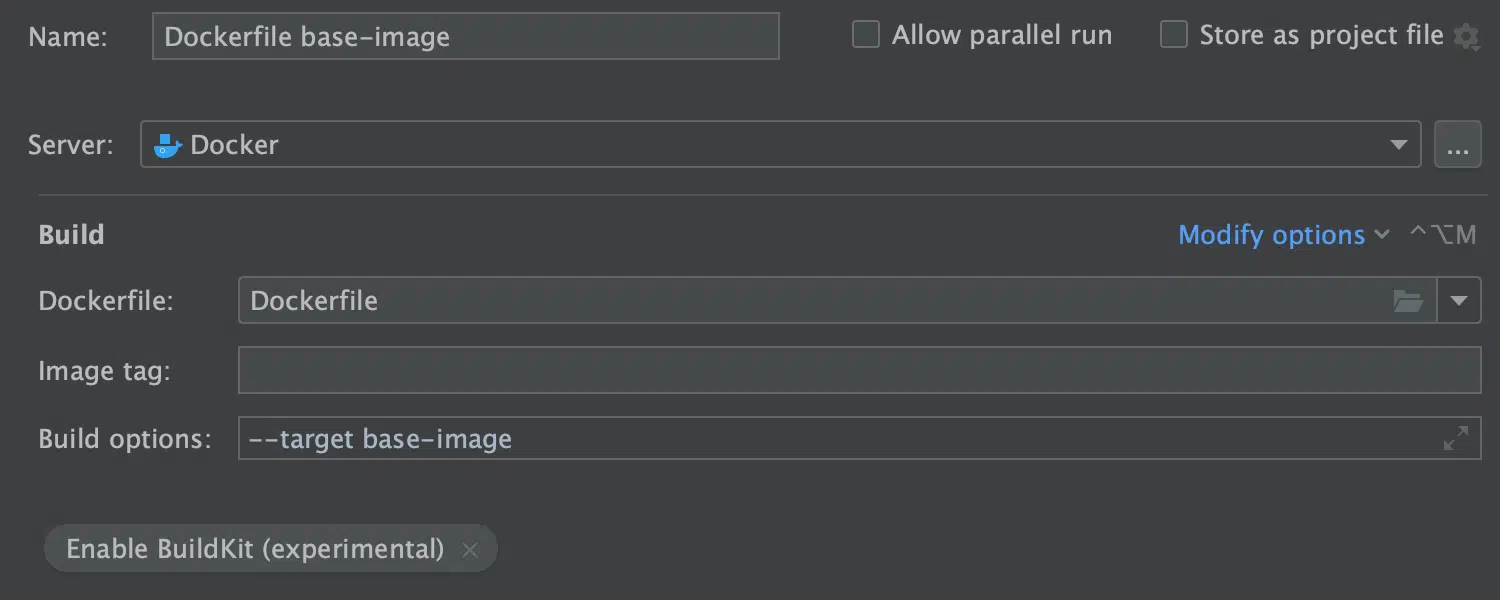 Name: Dockerfile base-image Allow parallel run Store as project file
Server: Docker ...
Build Modify options ⌃⌥M
Dockerfile: Dockerfile
Image tag:
Build options: --target base-image
Enable BuildKit (experimental) ×